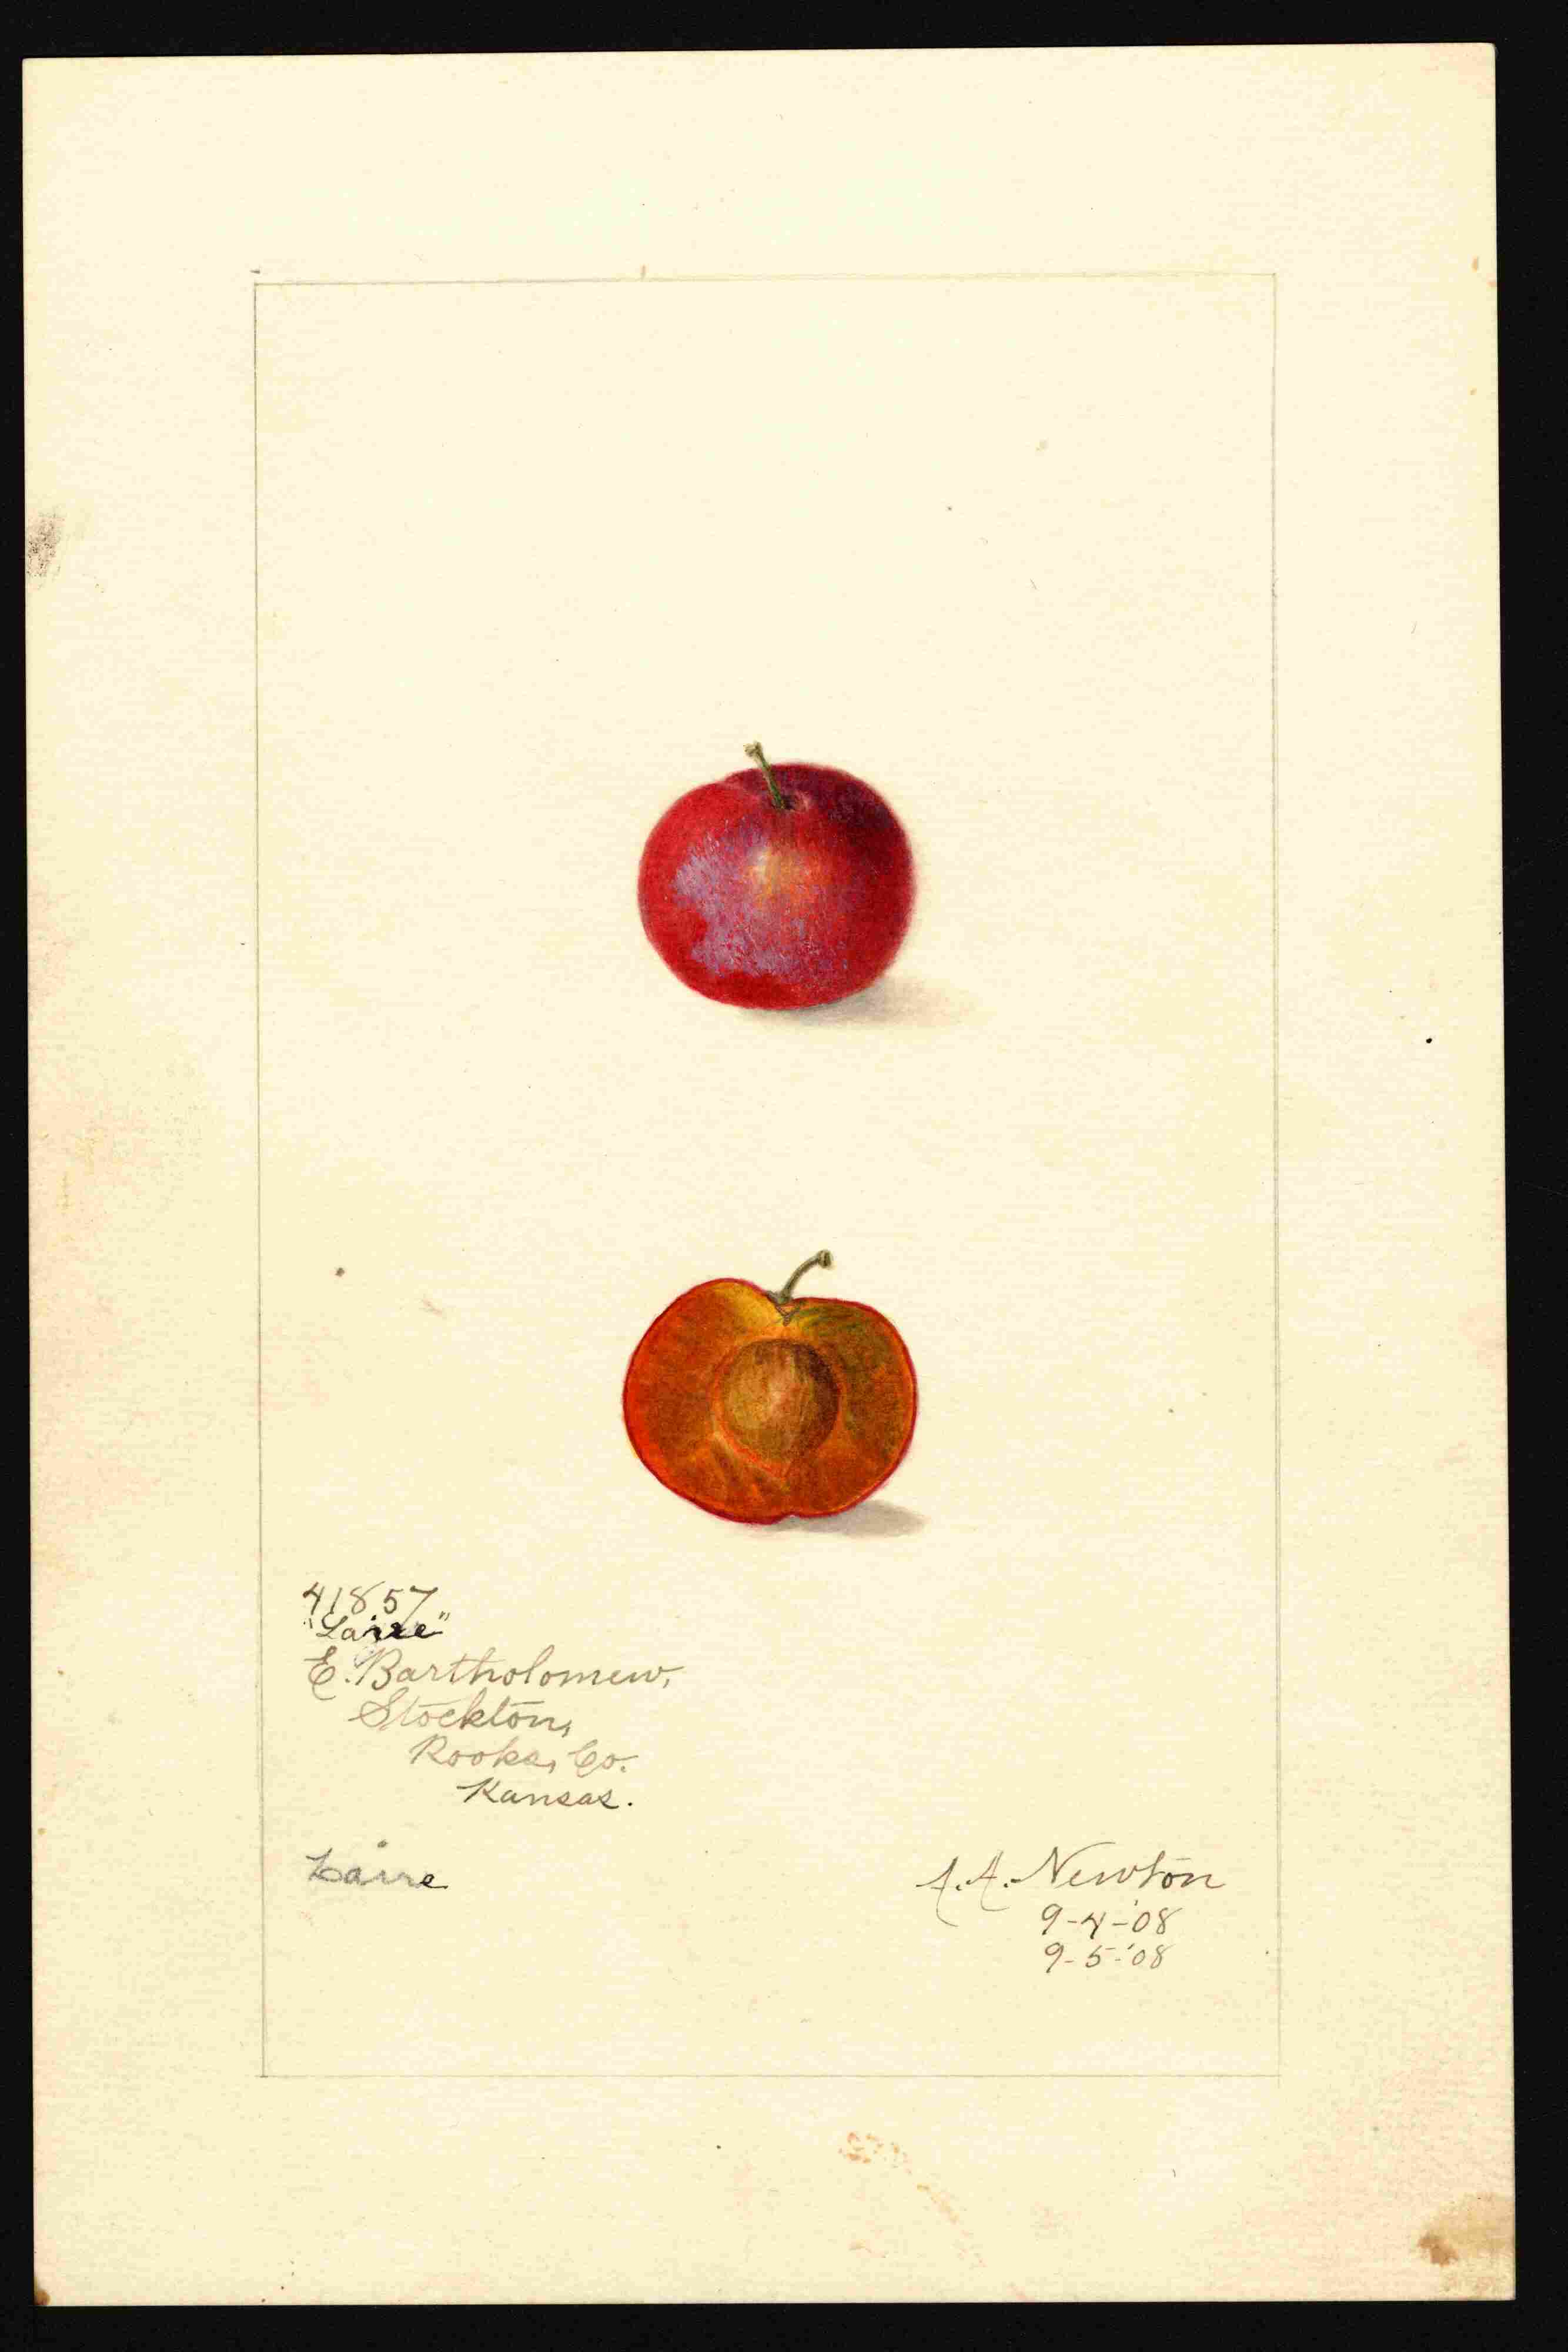 41857
"Laire"
E. Bartholomew,
Stockton,
Rooks, Co.
Kansas.
Laire
A.A. Newton
9-4-'08
9-5-'08